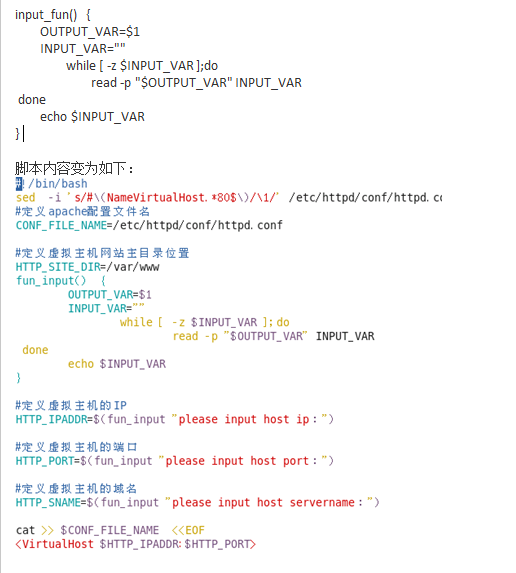 input_fun() {
OUTPUT_VAR=$1
INPUT_VAR=""
while [ -z $INPUT_VAR ];do
read -p "$OUTPUT_VAR" INPUT_VAR
done
echo $INPUT_VAR
}
脚本内容变为如下：
#!/bin/bash
sed -i 's/#\(NameVirtualHost.*80$\)/\1/' /etc/httpd/conf/httpd.co
#定义apache配置文件名
CONF_FILE_NAME=/etc/httpd/conf/httpd.conf
#定义虚拟主机网站主目录位置
HTTP_SITE_DIR=/var/www
fun_input() {
OUTPUT_VAR=$1
INPUT_VAR=""
while [ -z $INPUT_VAR ];do
read -p "$OUTPUT_VAR" INPUT_VAR
done
echo $INPUT_VAR
}
#定义虚拟主机的IP
HTTP_IPADDR=$(fun_input "please input host ip：")
#定义虚拟主机的端口
HTTP_PORT=$(fun_input "please input host port：")
#定义虚拟主机的域名
HTTP_SNAME=$(fun_input "please input host servername：")
cat >> $CONF_FILE_NAME <<EOF
<VirtualHost $HTTP_IPADDR:$HTTP_PORT>